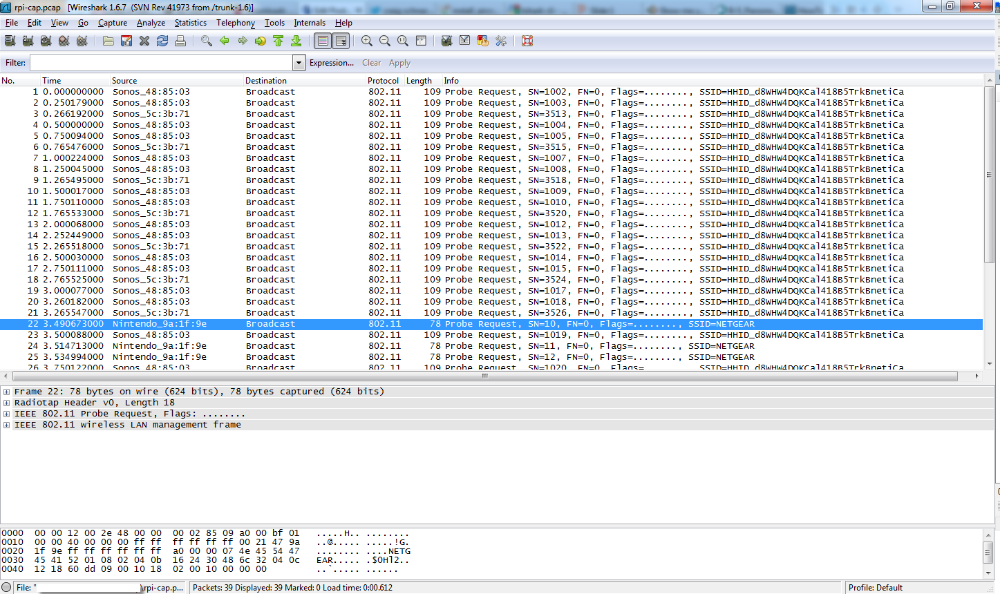 rpi-cap.pcap [Wireshark 1.6.7 (SVN Rev 41973 from /trunk-1.6)]
File Edit View Go Capture Analyze Statistics Telephony Tools Internals Help
Filter: Expression... Clear Apply
No. Time Source Destination Protocol Length Info
1 0.000000000 Sonos_48:85:03 Broadcast 802.11 109 Probe Request, SN=1002, FN=0, Flags=........, SSID=HHID_d8WHW4DQKCal418B5TrkBnetiCa
2 0.250179000 Sonos_48:85:03 Broadcast 802.11 109 Probe Request, SN=1003, FN=0, Flags=........, SSID=HHID_d8WHW4DQKCal418B5TrkBnetiCa
3 0.266192000 Sonos_5c:3b:71 Broadcast 802.11 109 Probe Request, SN=3513, FN=0, Flags=........, SSID=HHID_d8WHW4DQKCal418B5TrkBnetiCa
4 0.500000000 Sonos_48:85:03 Broadcast 802.11 109 Probe Request, SN=1004, FN=0, Flags=........, SSID=HHID_d8WHW4DQKCal418B5TrkBnetiCa
5 0.750094000 Sonos_48:85:03 Broadcast 802.11 109 Probe Request, SN=1005, FN=0, Flags=........, SSID=HHID_d8WHW4DQKCal418B5TrkBnetiCa
6 0.765476000 Sonos_5c:3b:71 Broadcast 802.11 109 Probe Request, SN=3515, FN=0, Flags=........, SSID=HHID_d8WHW4DQKCal418B5TrkBnetiCa
7 1.000224000 Sonos_48:85:03 Broadcast 802.11 109 Probe Request, SN=1007, FN=0, Flags=........, SSID=HHID_d8WHW4DQKCal418B5TrkBnetiCa
8 1.250045000 Sonos_48:85:03 Broadcast 802.11 109 Probe Request, SN=1008, FN=0, Flags=........, SSID=HHID_d8WHW4DQKCal418B5TrkBnetiCa
9 1.265495000 Sonos_5c:3b:71 Broadcast 802.11 109 Probe Request, SN=3518, FN=0, Flags=........, SSID=HHID_d8WHW4DQKCal418B5TrkBnetiCa
10 1.500017000 Sonos_48:85:03 Broadcast 802.11 109 Probe Request, SN=1009, FN=0, Flags=........, SSID=HHID_d8WHW4DQKCal418B5TrkBnetiCa
11 1.750110000 Sonos_48:85:03 Broadcast 802.11 109 Probe Request, SN=1010, FN=0, Flags=........, SSID=HHID_d8WHW4DQKCal418B5TrkBnetiCa
12 1.765533000 Sonos_5c:3b:71 Broadcast 802.11 109 Probe Request, SN=3520, FN=0, Flags=........, SSID=HHID_d8WHW4DQKCal418B5TrkBnetiCa
13 2.000068000 Sonos_48:85:03 Broadcast 802.11 109 Probe Request, SN=1012, FN=0, Flags=........, SSID=HHID_d8WHW4DQKCal418B5TrkBnetiCa
14 2.252449000 Sonos_48:85:03 Broadcast 802.11 109 Probe Request, SN=1013, FN=0, Flags=........, SSID=HHID_d8WHW4DQKCal418B5TrkBnetiCa
15 2.265518000 Sonos_5c:3b:71 Broadcast 802.11 109 Probe Request, SN=3522, FN=0, Flags=........, SSID=HHID_d8WHW4DQKCal418B5TrkBnetiCa
16 2.500030000 Sonos_48:85:03 Broadcast 802.11 109 Probe Request, SN=1014, FN=0, Flags=........, SSID=HHID_d8WHW4DQKCal418B5TrkBnetiCa
17 2.750111000 Sonos_48:85:03 Broadcast 802.11 109 Probe Request, SN=1015, FN=0, Flags=........, SSID=HHID_d8WHW4DQKCal418B5TrkBnetiCa
18 2.765525000 Sonos_5c:3b:71 Broadcast 802.11 109 Probe Request, SN=3524, FN=0, Flags=........, SSID=HHID_d8WHW4DQKCal418B5TrkBnetiCa
19 3.000077000 Sonos_48:85:03 Broadcast 802.11 109 Probe Request, SN=1017, FN=0, Flags=........, SSID=HHID_d8WHW4DQKCal418B5TrkBnetiCa
20 3.260182000 Sonos_48:85:03 Broadcast 802.11 109 Probe Request, SN=1018, FN=0, Flags=........, SSID=HHID_d8WHW4DQKCal418B5TrkBnetiCa
21 3.265547000 Sonos_5c:3b:71 Broadcast 802.11 109 Probe Request, SN=3526, FN=0, Flags=........, SSID=HHID_d8WHW4DQKCal418B5TrkBnetiCa
22 3.490673000 Nintendo_9a:1f:9e Broadcast 802.11 78 Probe Request, SN=10, FN=0, Flags=........, SSID=NETGEAR
23 3.500088000 Sonos_48:85:03 Broadcast 802.11 109 Probe Request, SN=1019, FN=0, Flags=........, SSID=HHID_d8WHW4DQKCal418B5TrkBnetiCa
24 3.514713000 Nintendo_9a:1f:9e Broadcast 802.11 78 Probe Request, SN=11, FN=0, Flags=........, SSID=NETGEAR
25 3.534994000 Nintendo_9a:1f:9e Broadcast 802.11 78 Probe Request, SN=12, FN=0, Flags=........, SSID=NETGEAR
26 3.750122000 Sonos_48:85:03 Broadcast 802.11 109 Probe Request, SN=1020, FN=0, Flags=........, SSID=HHID_d8WHW4DQKCal418B5TrkBnetiCa
Frame 22: 78 bytes on wire (624 bits), 78 bytes captured (624 bits)
Radiotap Header v0, Length 18
IEEE 802.11 Probe Request, Flags: ........
IEEE 802.11 wireless LAN management frame
0000 00 00 12 00 2e 48 00 00 00 02 85 09 a0 00 bf 01 .....H.. ........
0010 00 00 40 00 00 00 ff ff ff ff ff ff 00 21 47 9a ..@..... .....!G.
0020 1f 9e ff ff ff ff ff ff a0 00 00 07 4e 45 54 47 ........ ....NETG
0030 45 41 52 01 08 02 04 0b 16 24 30 48 6c 32 04 0c EAR..... .$0Hl2..
0040 12 18 60 dd 09 00 10 18 02 00 10 00 00 00 ..`..... ......
File: " \rpi-cap.p... Packets: 39 Displayed: 39 Marked: 0 Load time: 0:00.612 Profile: Default